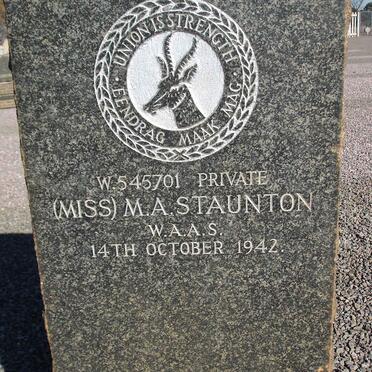 UNION IS STRENGTH
· EENDRAG MAAK MAG ·
W.545701 PRIVATE
(MISS) M.A. STAUNTON
W.A.A.S.
14TH OCTOBER 1942.